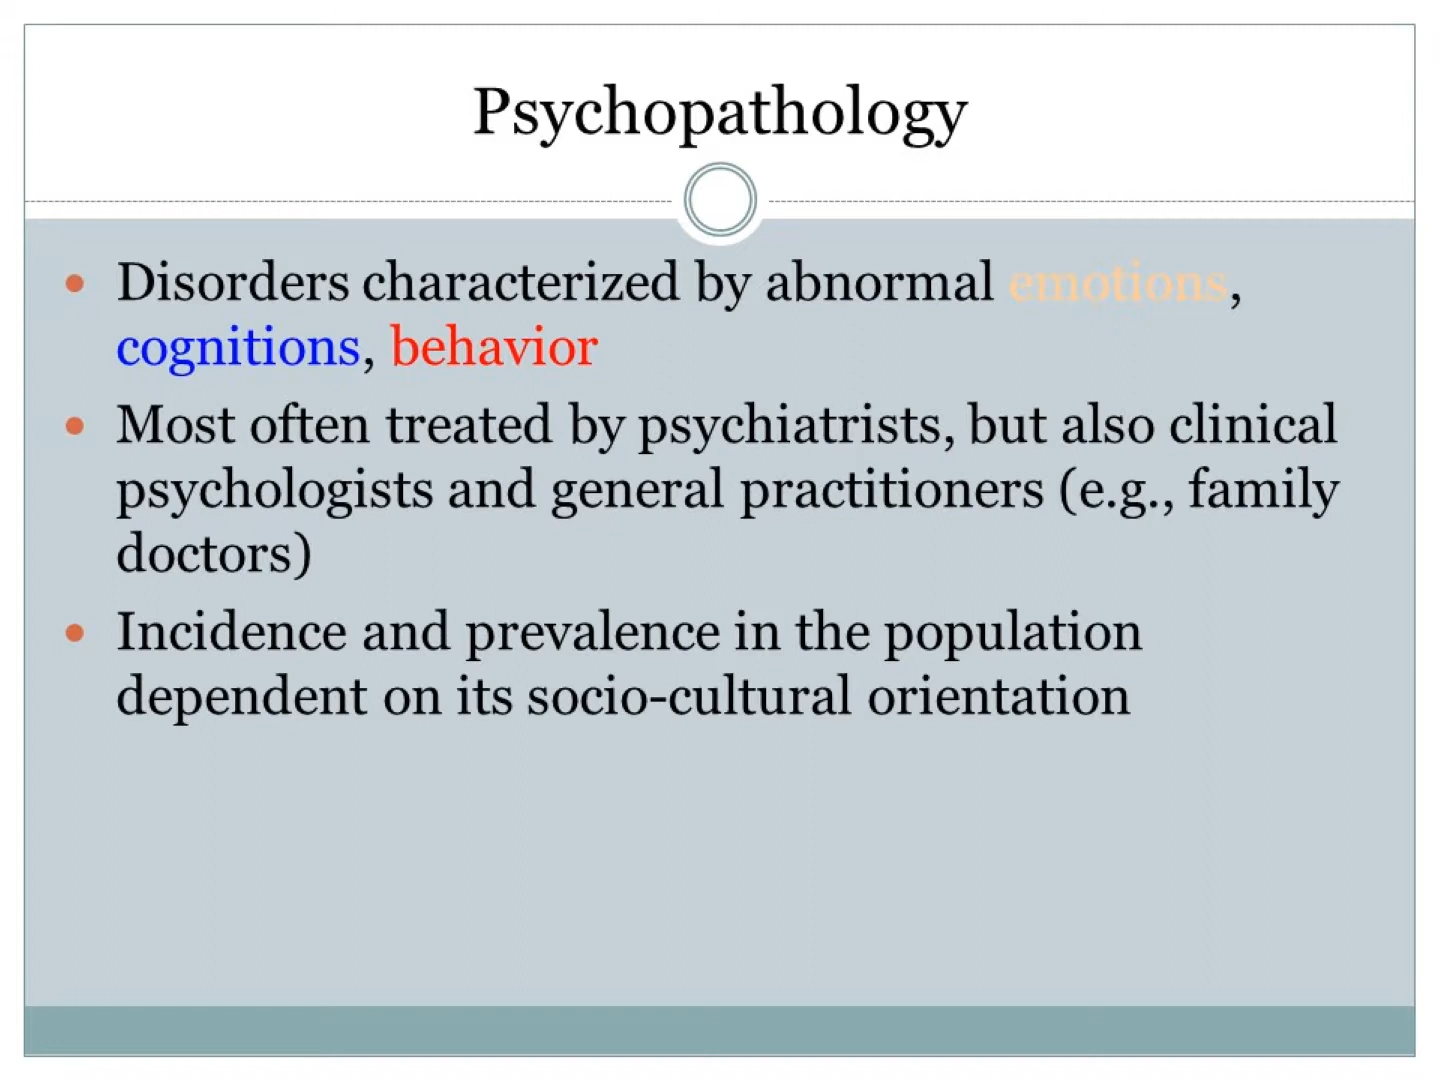 Psychopathology
• Disorders characterized by abnormal emotions,
cognitions, behavior
• Most often treated by psychiatrists, but also clinical
psychologists and general practitioners (e.g., family
doctors)
• Incidence and prevalence in the population
dependent on its socio-cultural orientation